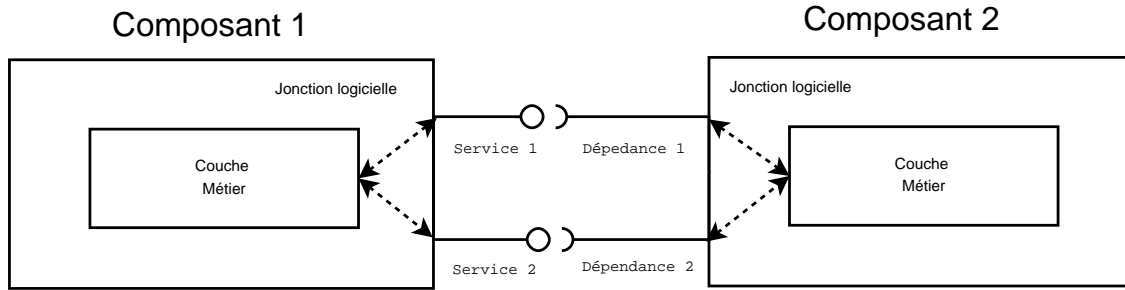 Composant 1
Composant 2
Jonction logicielle
Jonction logicielle
Couche
Métier
Service 1
Dépedance 1
Couche
Métier
Service 2
Dépendance 2